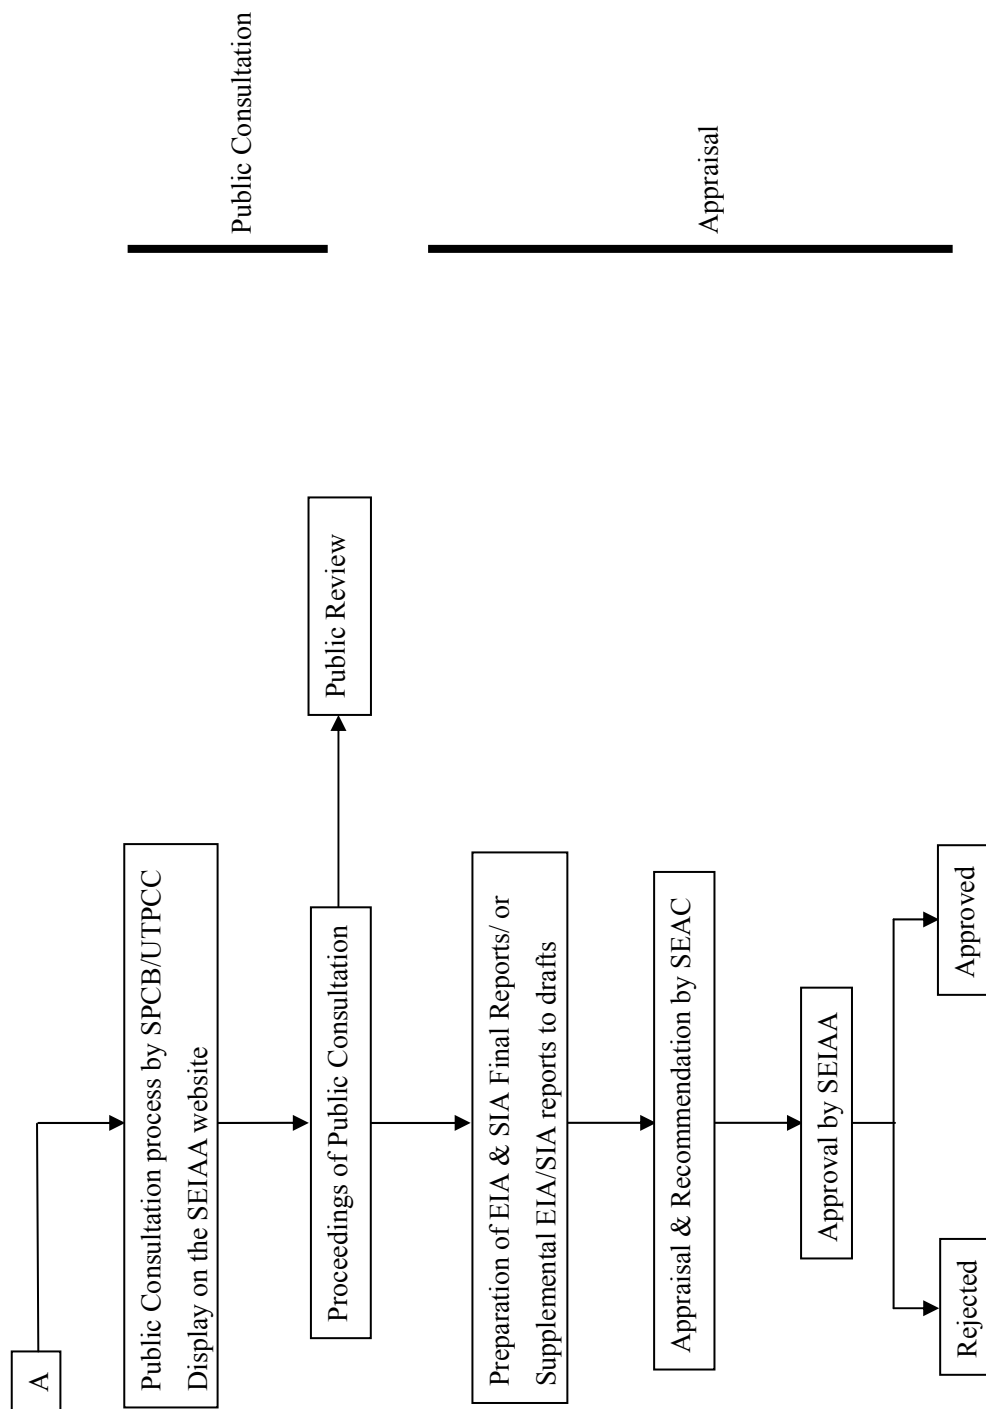 A
Public Consultation process by SPCB/UTPCC
Display on the SEIAA website
Public Consultation
Proceedings of Public Consultation
Public Review
Preparation of EIA & SIA Final Reports/ or
Supplemental EIA/SIA reports to drafts
Appraisal
Appraisal & Recommendation by SEAC
Approval by SEIAA
Rejected
Approved